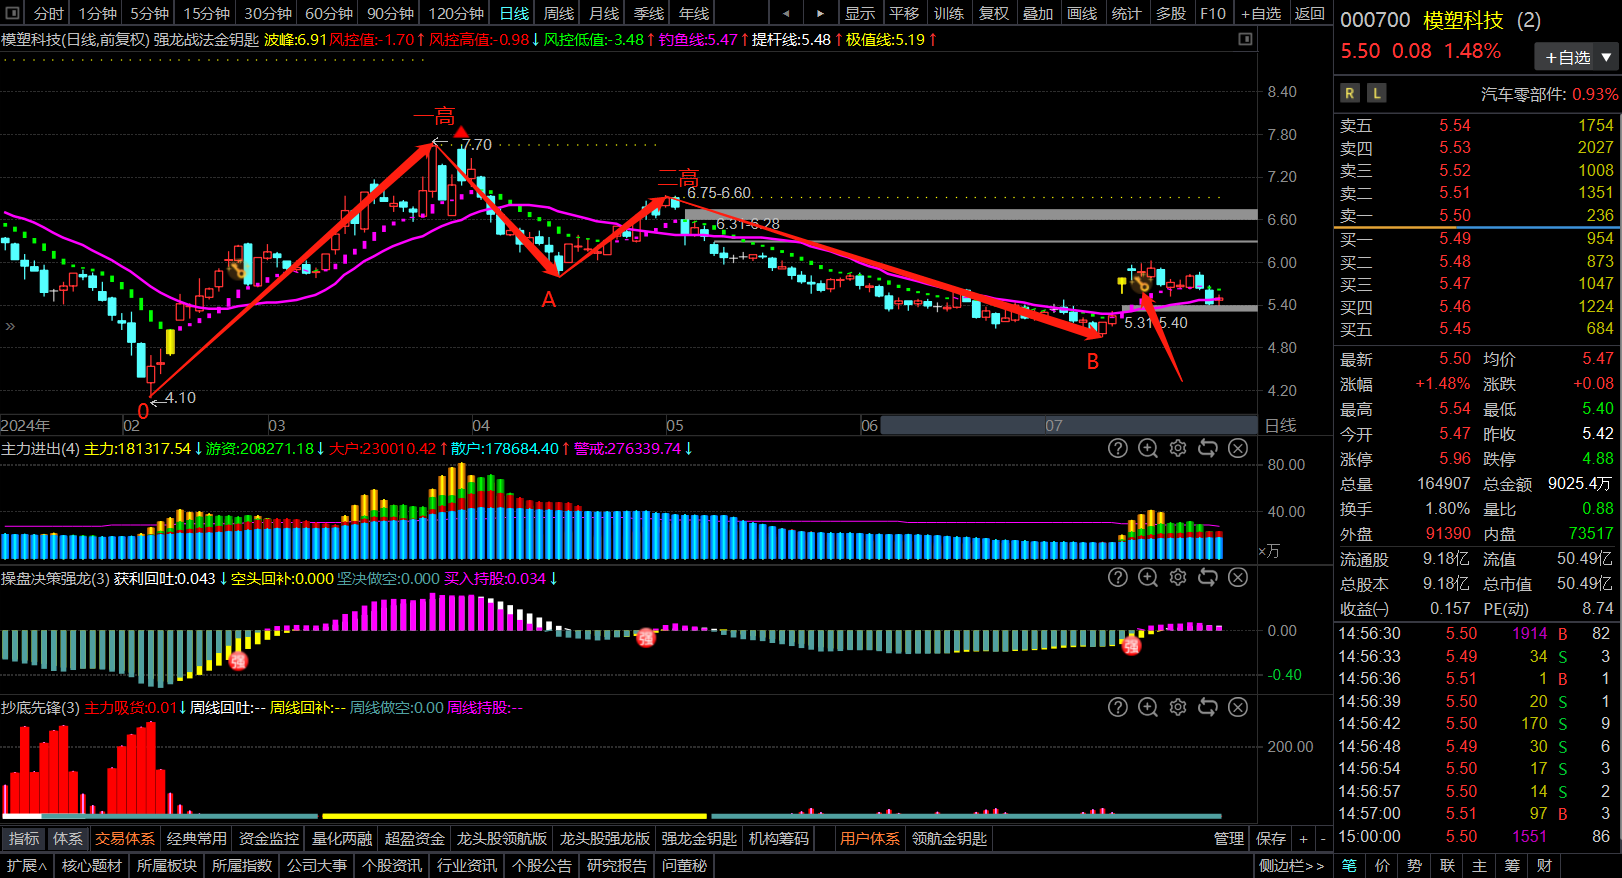 分时 1分钟 5分钟 15分钟 30分钟 60分钟 90分钟 120分钟 日线 周线 月线 季线 年线 ◂ ▸ 显示 平移 训练 复权 叠加 画线 统计 多股 F10 +自选 返回
模塑科技(日线,前复权) 强龙战法金钥匙 波峰:6.91 风控值:-1.70↑ 风控高值:-0.98↓ 风控低值:-3.48↑ 钓鱼线:5.47↑ 提杆线:5.48↑ 极值线:5.19↑
8.40
一高
7.80
←7.70
7.20
二高
6.75-6.60
6.60
6.31-6.28
6.00
A
5.40
5.31-5.40
»
4.80
B
4.20
←4.10
0
2024年 02 03 04 05 06 07 日线
主力进出(4) 主力:181317.54↓ 游资:208271.18↓ 大户:230010.42↑ 散户:178684.40↑ 警戒:276339.74↓
80.00
40.00
×万
操盘决策强龙(3) 获利回吐:0.043↓ 空头回补:0.000 坚决做空:0.000 买入持股:0.034↓
0.00
强 强 强
-0.40
抄底先锋(3) 主力吸货:0.01↓ 周线回吐:-- 周线回补:-- 周线做空:0.00 周线持股:--
200.00
指标 体系 交易体系 经典常用 资金监控 量化两融 超盈资金 龙头股领航版 龙头股强龙版 强龙金钥匙 机构筹码 用户体系 领航金钥匙 管理 保存 + -
扩展∧ 核心题材 所属板块 所属指数 公司大事 个股资讯 行业资讯 个股公告 研究报告 问董秘 侧边栏>>
000700 模塑科技 (2)
5.50 0.08 1.48% +自选 ▼
R L 汽车零部件: 0.93%
卖五 5.54 1754
卖四 5.53 2027
卖三 5.52 1008
卖二 5.51 1351
卖一 5.50 236
买一 5.49 954
买二 5.48 873
买三 5.47 1047
买四 5.46 1224
买五 5.45 684
最新 5.50 均价 5.47
涨幅 +1.48% 涨跌 +0.08
最高 5.54 最低 5.40
今开 5.47 昨收 5.42
涨停 5.96 跌停 4.88
总量 164907 总金额 9025.4万
换手 1.80% 量比 0.88
外盘 91390 内盘 73517
流通股 9.18亿 流值 50.49亿
总股本 9.18亿 总市值 50.49亿
收益㈠ 0.157 PE(动) 8.74
14:56:30 5.50 1914 B 82
14:56:33 5.49 34 S 3
14:56:36 5.51 1 B 1
14:56:39 5.50 20 S 1
14:56:42 5.50 170 S 9
14:56:48 5.49 30 S 6
14:56:54 5.50 17 S 3
14:56:57 5.50 14 S 2
14:57:00 5.51 97 B 3
15:00:00 5.50 1551 86
笔 价 势 联 主 筹 财